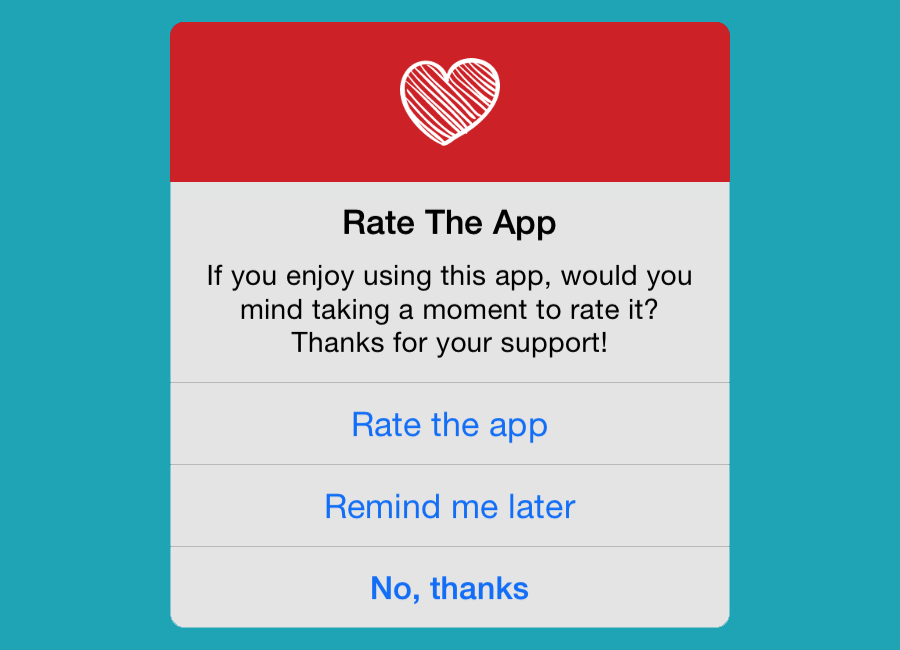 Rate The App
If you enjoy using this app, would you
mind taking a moment to rate it?
Thanks for your support!
Rate the app
Remind me later
No, thanks